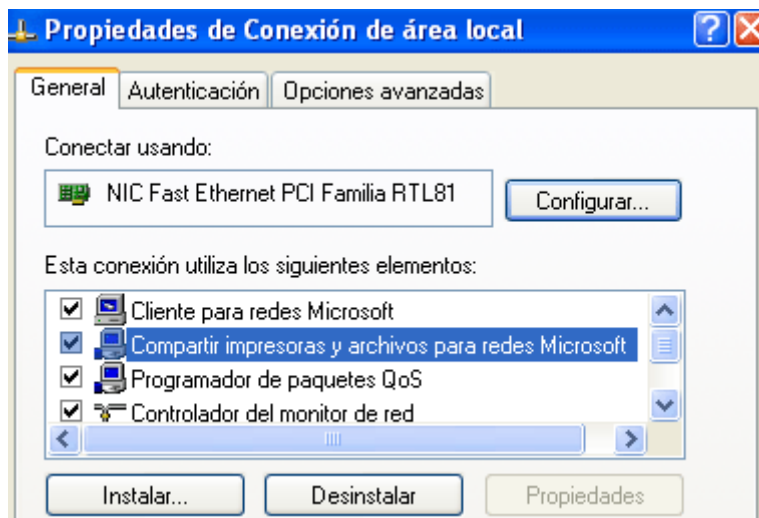 Propiedades de Conexión de área local
General Autenticación Opciones avanzadas
Conectar usando:
NIC Fast Ethernet PCI Familia RTL81 Configurar...
Esta conexión utiliza los siguientes elementos:
Cliente para redes Microsoft
Compartir impresoras y archivos para redes Microsoft
Programador de paquetes QoS
Controlador del monitor de red
Instalar... Desinstalar Propiedades